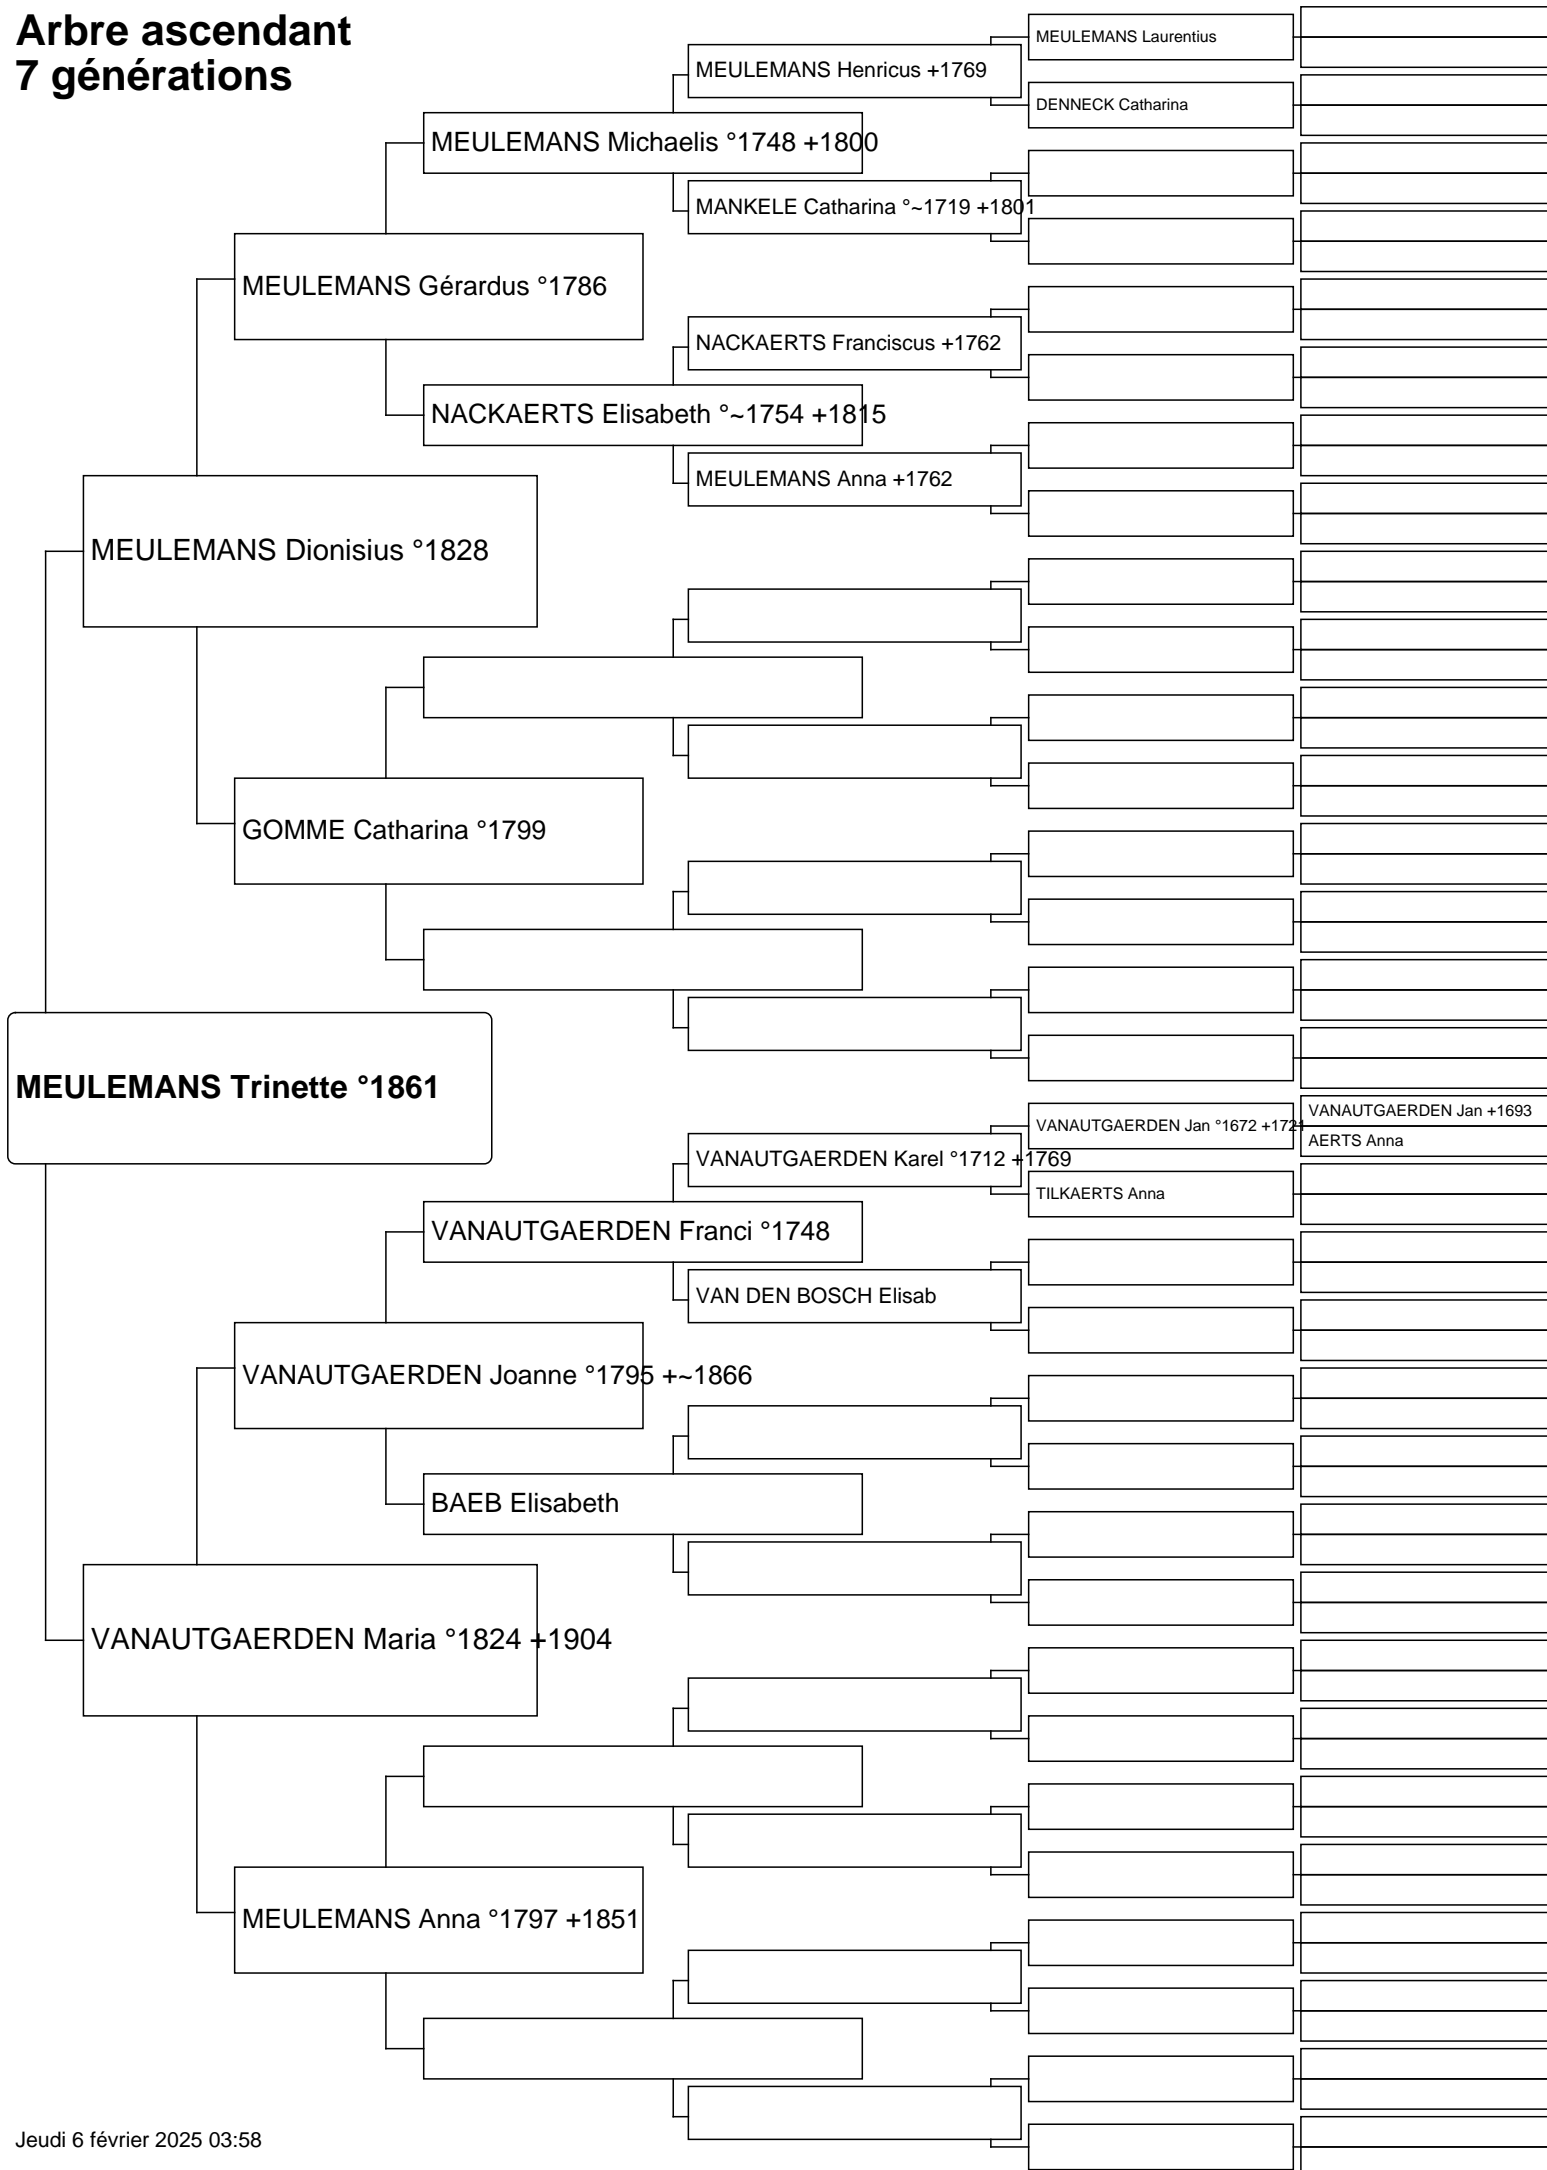 Arbre ascendant
7 générations
MEULEMANS Laurentius
MEULEMANS Henricus +1769
DENNECK Catharina
MEULEMANS Michaelis °1748 +1800
MANKELE Catharina °~1719 +1801
MEULEMANS Gérardus °1786
NACKAERTS Franciscus +1762
NACKAERTS Elisabeth °~1754 +1815
MEULEMANS Anna +1762
MEULEMANS Dionisius °1828
GOMME Catharina °1799
MEULEMANS Trinette °1861
VANAUTGAERDEN Jan +1693
VANAUTGAERDEN Jan °1672 +1721
AERTS Anna
VANAUTGAERDEN Karel °1712 +1769
TILKAERTS Anna
VANAUTGAERDEN Franci °1748
VAN DEN BOSCH Elisab
VANAUTGAERDEN Joanne °1795 +~1866
BAEB Elisabeth
VANAUTGAERDEN Maria °1824 +1904
MEULEMANS Anna °1797 +1851
Jeudi 6 février 2025 03:58